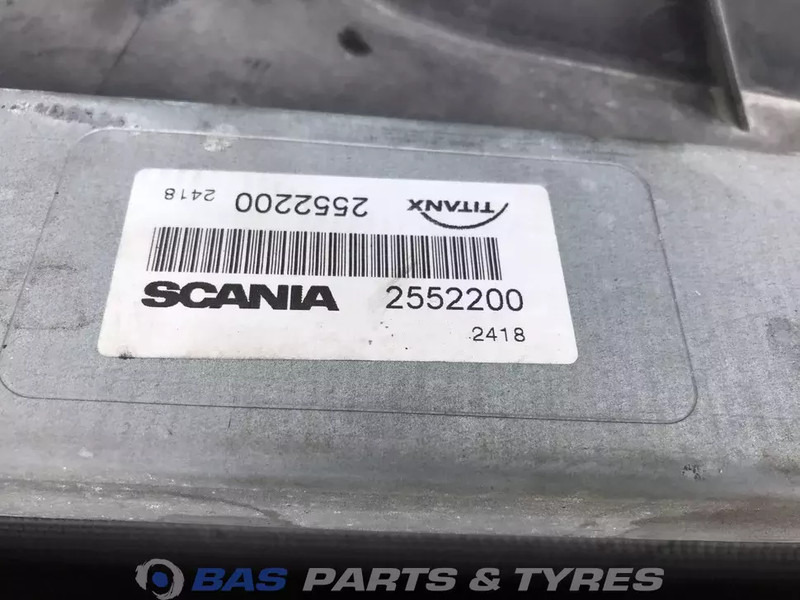 TITANX 2552200 2418
SCANIA 2552200
2418
BAS PARTS & TYRES